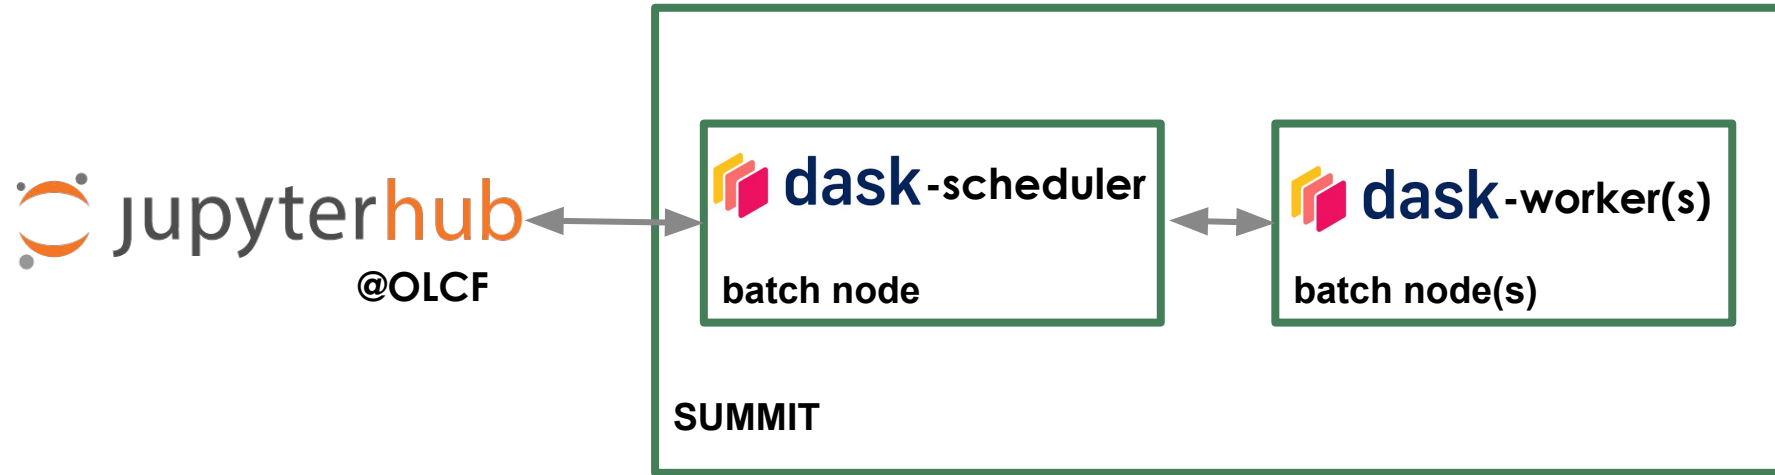 jupyterhub
@OLCF
dask-scheduler
batch node
dask-worker(s)
batch node(s)
SUMMIT